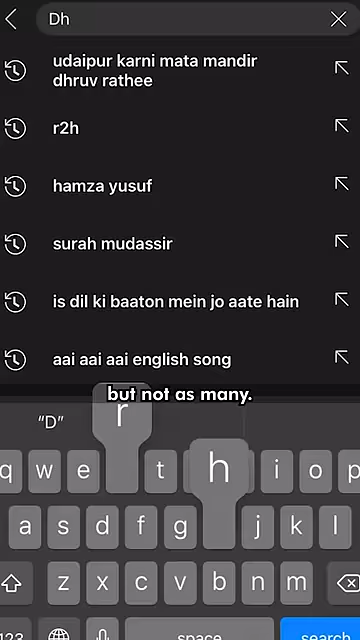 Dh
udaipur karni mata mandir
dhruv rathee
r2h
hamza yusuf
surah mudassir
is dil ki baaton mein jo aate hain
aai aai aai english song
but not as many.
"D"
r
q w e t h i o p
a s d f g j k l
z x c v b n m
123 space search